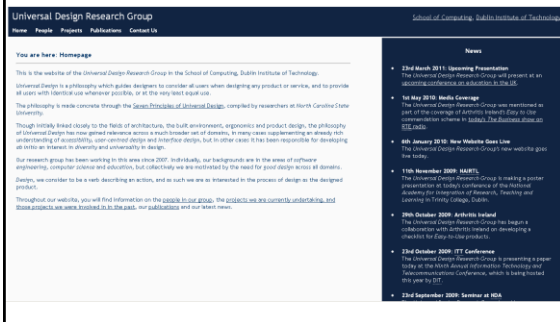 Universal Design Research Group
School of Computing, Dublin Institute of Technology
Home People Projects Publications Contact Us
You are here: Homepage
This is the website of the Universal Design Research Group in the School of Computing, Dublin Institute of Technology.
Universal Design is a philosophy which guides designers to consider all users when designing any product or service, and to provide
all users with identical use whenever possible, or at the very least equal use.
The philosophy is made concrete through the Seven Principles of Universal Design, compiled by researchers at North Carolina State
University.
Though initially linked closely to the fields of architecture, the built environment, ergonomics and product design, the philosophy
of Universal Design has now gained relevance across a much broader set of domains, in many cases supplementing an already rich
understanding of accessibility, user-centred design and interface design, but in other cases it has been responsible for developing
an initial interest in diversity and universality in design.
Our research group has been working in this area since 2007. Individually, our backgrounds are in the areas of software
engineering, computer science and education, but collectively we are motivated by the need for good design across all domains.
Design, we consider to be a verb describing an action, and as such we are as interested in the process of design as the designed
product.
Throughout our website, you will find information on the people in our group, the projects we are currently undertaking, and
those projects we were involved in in the past, our publications and our latest news.
News
23rd March 2011: Upcoming Presentation
The Universal Design Research Group will present at an
upcoming conference on education in the UK.
1st May 2010: Media Coverage
The Universal Design Research Group was mentioned as
part of the coverage of Arthritis Ireland's Easy to Use
commendation scheme in today's The Business show on
RTE radio.
6th January 2010: New Website Goes Live
The Universal Design Research Group's new website goes
live today.
11th November 2009: NAIRTL
The Universal Design Research Group is making a poster
presentation at today's conference of the National
Academy for Integration of Research, Teaching and
Learning in Trinity College, Dublin.
29th October 2009: Arthritis Ireland
The Universal Design Research Group has begun a
collaboration with Arthritis Ireland on developing a
checklist for Easy-to-Use products.
23rd October 2009: ITT Conference
The Universal Design Research Group is presenting a paper
today at the Ninth Annual Information Technology and
Telecommunications Conference, which is being hosted
this year by DIT.
23rd September 2009: Seminar at NDA